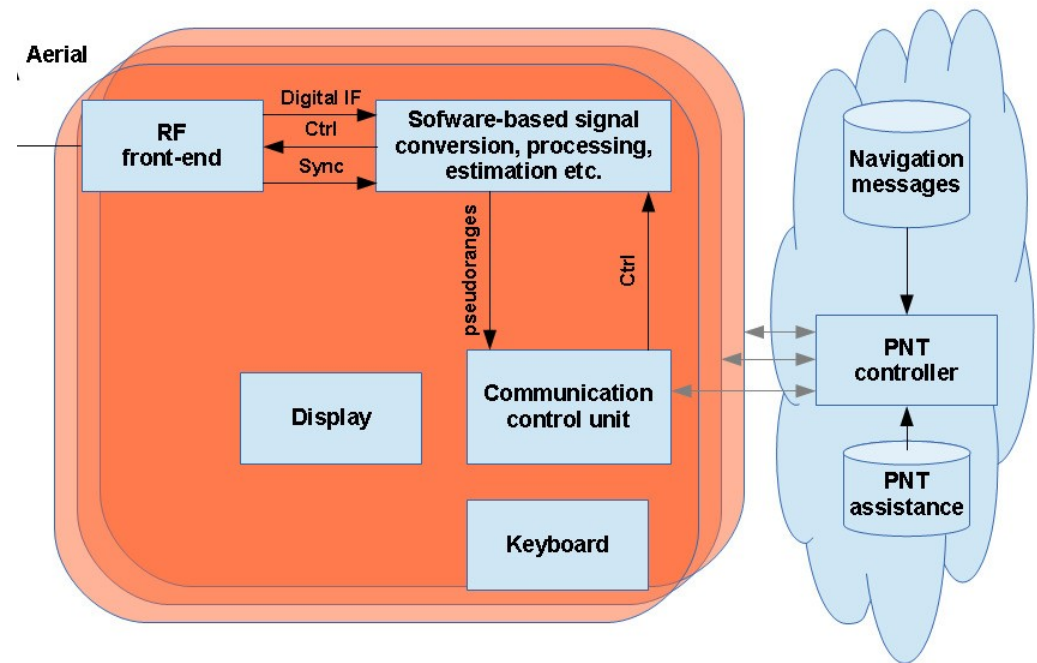 Aerial
RF
front-end
Digital IF
Ctrl
Sync
Sofware-based signal
conversion, processing,
estimation etc.
pseudoranges
Ctrl
Display
Communication
control unit
Keyboard
Navigation
messages
PNT
controller
PNT
assistance